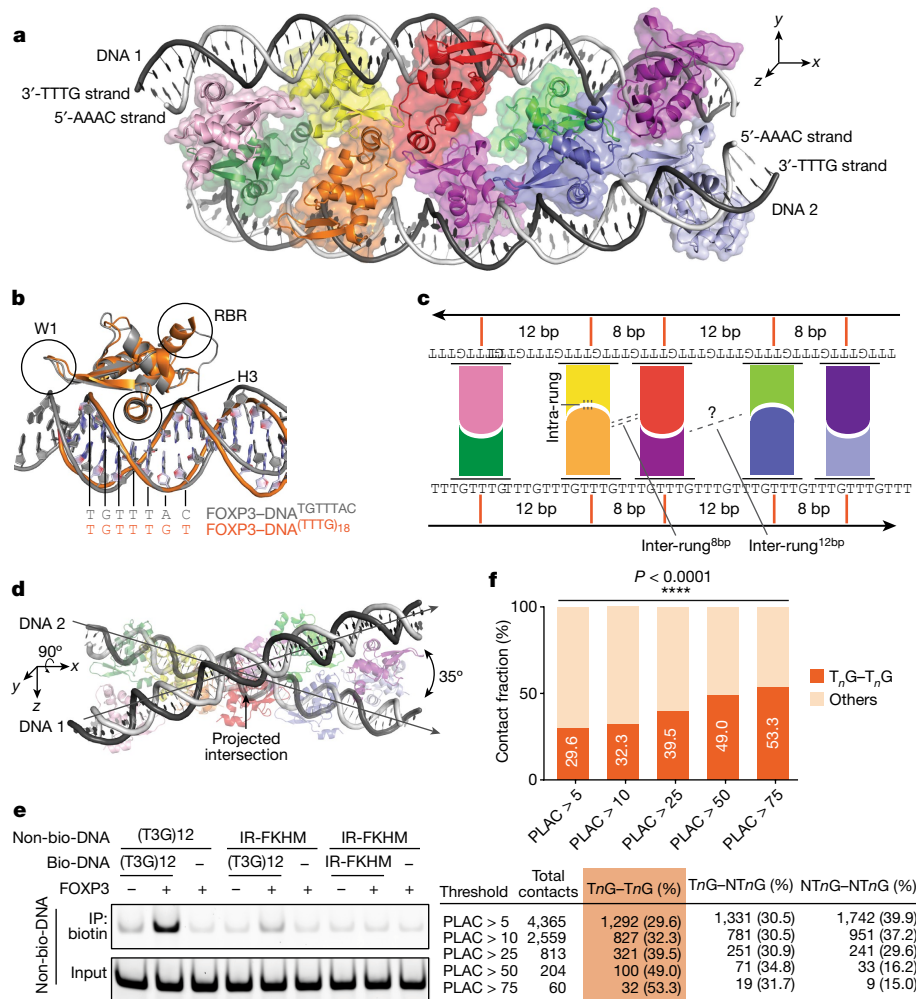 a
DNA 1
3′-TTTG strand
5′-AAAC strand
y
z
x
5′-AAAC strand
3′-TTTG strand
DNA 2
b
W1
RBR
H3
T G T T T A C FOXP3–DNA^TGTTTAC
T G T T T G T FOXP3–DNA^(TTTG)18
c
12 bp 8 bp 12 bp 8 bp
Intra-rung
?
12 bp 8 bp 12 bp 8 bp
Inter-rung^8bp
Inter-rung^12bp
d
DNA 2
90°
x
y
z
DNA 1
Projected
intersection
35°
f
P < 0.0001
****
Contact fraction (%)
100
50
0
29.6 32.3 39.5 49.0 53.3
PLAC > 5 PLAC > 10 PLAC > 25 PLAC > 50 PLAC > 75
TnG–TnG
Others
e
Non-bio-DNA (T3G)12 IR-FKHM IR-FKHM
Bio-DNA (T3G)12 – (T3G)12 – IR-FKHM –
FOXP3 – + + – + + – + +
Non-bio-DNA
IP:
biotin
Input
Threshold Total contacts TnG–TnG (%) TnG–NTnG (%) NTnG–NTnG (%)
PLAC > 5 4,365 1,292 (29.6) 1,331 (30.5) 1,742 (39.9)
PLAC > 10 2,559 827 (32.3) 781 (30.5) 951 (37.2)
PLAC > 25 813 321 (39.5) 251 (30.9) 241 (29.6)
PLAC > 50 204 100 (49.0) 71 (34.8) 33 (16.2)
PLAC > 75 60 32 (53.3) 19 (31.7) 9 (15.0)